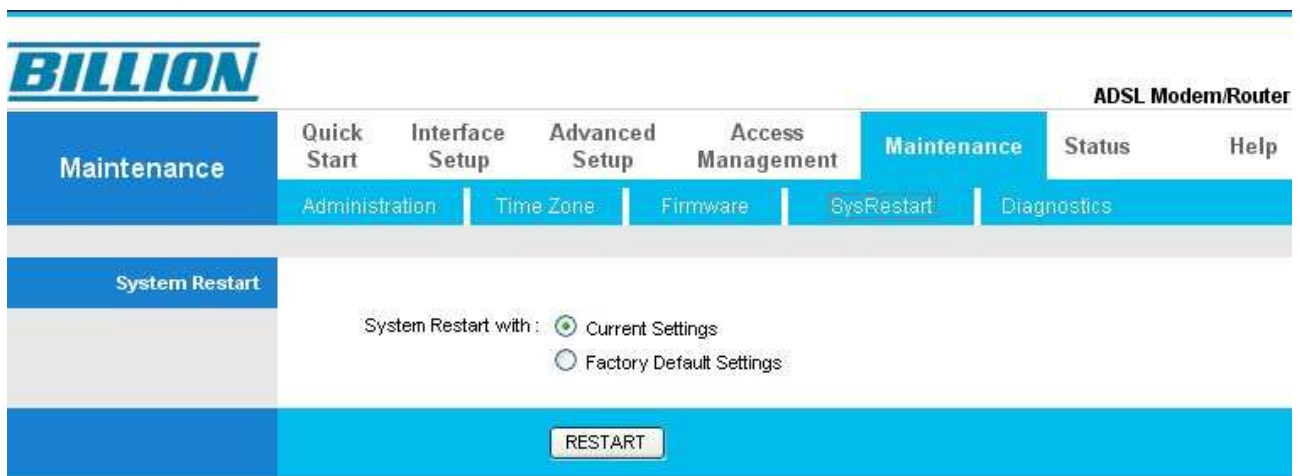 BILLION
ADSL Modem/Router
Maintenance
Quick Start
Interface Setup
Advanced Setup
Access Management
Maintenance
Status
Help
Administration
Time Zone
Firmware
SysRestart
Diagnostics
System Restart
System Restart with :
Current Settings
Factory Default Settings
RESTART